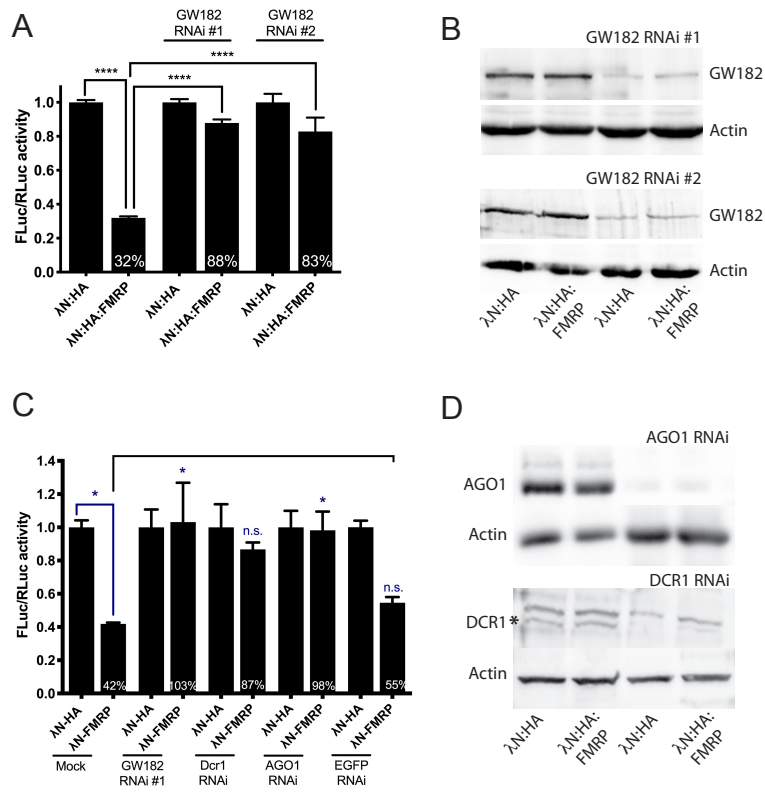 A
GW182
RNAi #1
GW182
RNAi #2
****
****
****
FLuc/RLuc activity
1.0
0.8
0.6
0.4
0.2
0.0
32%
88%
83%
λN:HA
λN:HA:FMRP
λN:HA
λN:HA:FMRP
λN:HA
λN:HA:FMRP
B
GW182 RNAi #1
GW182
Actin
GW182 RNAi #2
GW182
Actin
λN:HA
λN:HA:
FMRP
λN:HA
λN:HA:
FMRP
C
FLuc/RLuc activity
1.4
1.2
1.0
0.8
0.6
0.4
0.2
0.0
*
*
n.s.
*
n.s.
42%
103%
87%
98%
55%
λN-HA
λN-FMRP
λN-HA
λN-FMRP
λN-HA
λN-FMRP
λN-HA
λN-FMRP
λN-HA
λN-FMRP
Mock
GW182
RNAi #1
Dcr1
RNAi
AGO1
RNAi
EGFP
RNAi
D
AGO1 RNAi
AGO1
Actin
DCR1 RNAi
DCR1*
Actin
λN:HA
λN:HA:
FMRP
λN:HA
λN:HA:
FMRP